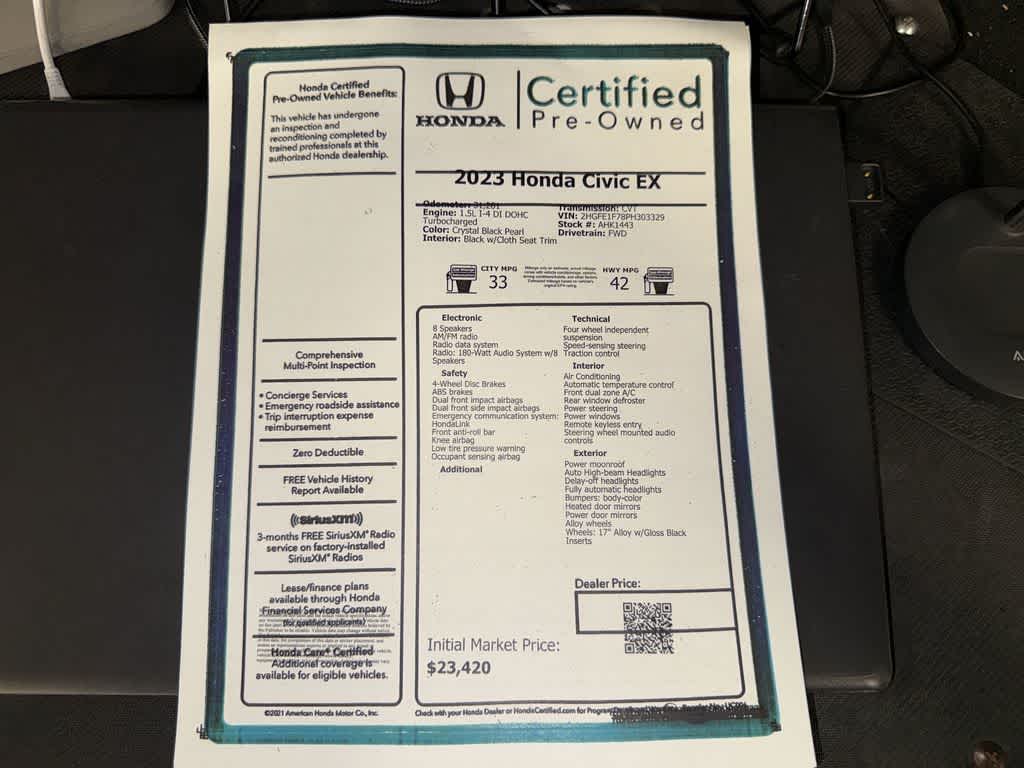 Honda Certified
Pre-Owned Vehicle Benefits:
This vehicle has undergone
an inspection and
reconditioning completed by
trained professionals at this
authorized Honda dealership.
Comprehensive
Multi-Point Inspection
• Concierge Services
• Emergency roadside assistance
• Trip interruption expense
reimbursement
Zero Deductible
FREE Vehicle History
Report Available
((SiriusXM))
3-months FREE SiriusXM® Radio
service on factory-installed
SiriusXM® Radios
Lease/finance plans
available through Honda
Financial Services Company
(for qualified applicants)
Honda Care® Certified
Additional coverage is
available for eligible vehicles.
©2021 American Honda Motor Co., Inc.
HONDA
Certified
Pre-Owned
2023 Honda Civic EX
Odometer: 31,201
Engine: 1.5L I-4 DI DOHC
Turbocharged
Color: Crystal Black Pearl
Interior: Black w/Cloth Seat Trim
Transmission: CVT
VIN: 2HGFE1F78PH303329
Stock #: AHK1443
Drivetrain: FWD
CITY MPG
33
HWY MPG
42
Electronic
8 Speakers
AM/FM radio
Radio data system
Radio: 180-Watt Audio System w/8
Speakers
Safety
4-Wheel Disc Brakes
ABS brakes
Dual front impact airbags
Dual front side impact airbags
Emergency communication system:
HondaLink
Front anti-roll bar
Knee airbag
Low tire pressure warning
Occupant sensing airbag
Additional
Technical
Four wheel independent
suspension
Speed-sensing steering
Traction control
Interior
Air Conditioning
Automatic temperature control
Front dual zone A/C
Rear window defroster
Power steering
Power windows
Remote keyless entry
Steering wheel mounted audio
controls
Exterior
Power moonroof
Auto High-beam Headlights
Delay-off headlights
Fully automatic headlights
Bumpers: body-color
Heated door mirrors
Power door mirrors
Alloy wheels
Wheels: 17" Alloy w/Gloss Black
Inserts
Dealer Price:
Initial Market Price:
$23,420
Check with your Honda Dealer or HondaCertified.com for Program